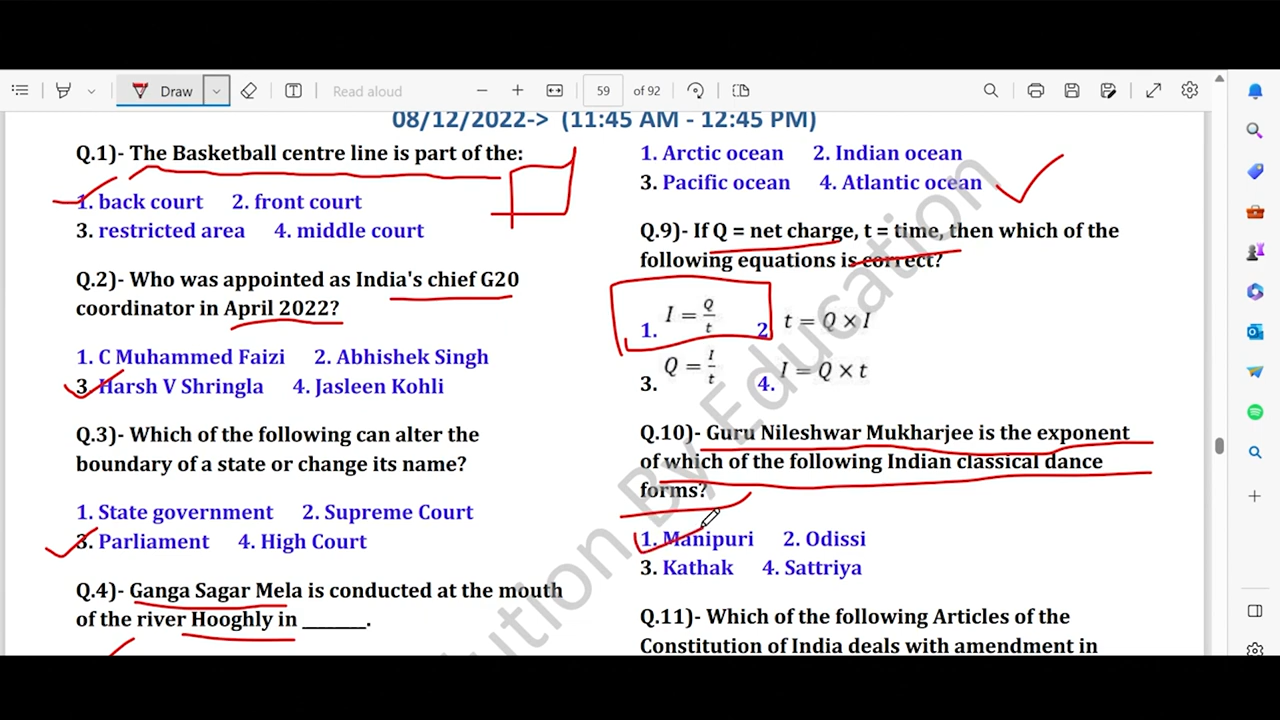 Draw
Read aloud
59 of 92
08/12/2022-> (11:45 AM - 12:45 PM)
Q.1)- The Basketball centre line is part of the:
1. back court 2. front court
3. restricted area 4. middle court
Q.2)- Who was appointed as India's chief G20
coordinator in April 2022?
1. C Muhammed Faizi 2. Abhishek Singh
3. Harsh V Shringla 4. Jasleen Kohli
Q.3)- Which of the following can alter the
boundary of a state or change its name?
1. State government 2. Supreme Court
3. Parliament 4. High Court
Q.4)- Ganga Sagar Mela is conducted at the mouth
of the river Hooghly in _______.
1. Arctic ocean 2. Indian ocean
3. Pacific ocean 4. Atlantic ocean
Q.9)- If Q = net charge, t = time, then which of the
following equations is correct?
1. I = Q/t 2. t = Q × I
3. Q = I/t 4. I = Q × t
Q.10)- Guru Nileshwar Mukharjee is the exponent
of which of the following Indian classical dance
forms?
1. Manipuri 2. Odissi
3. Kathak 4. Sattriya
Q.11)- Which of the following Articles of the
Constitution of India deals with amendment in
ution By Education